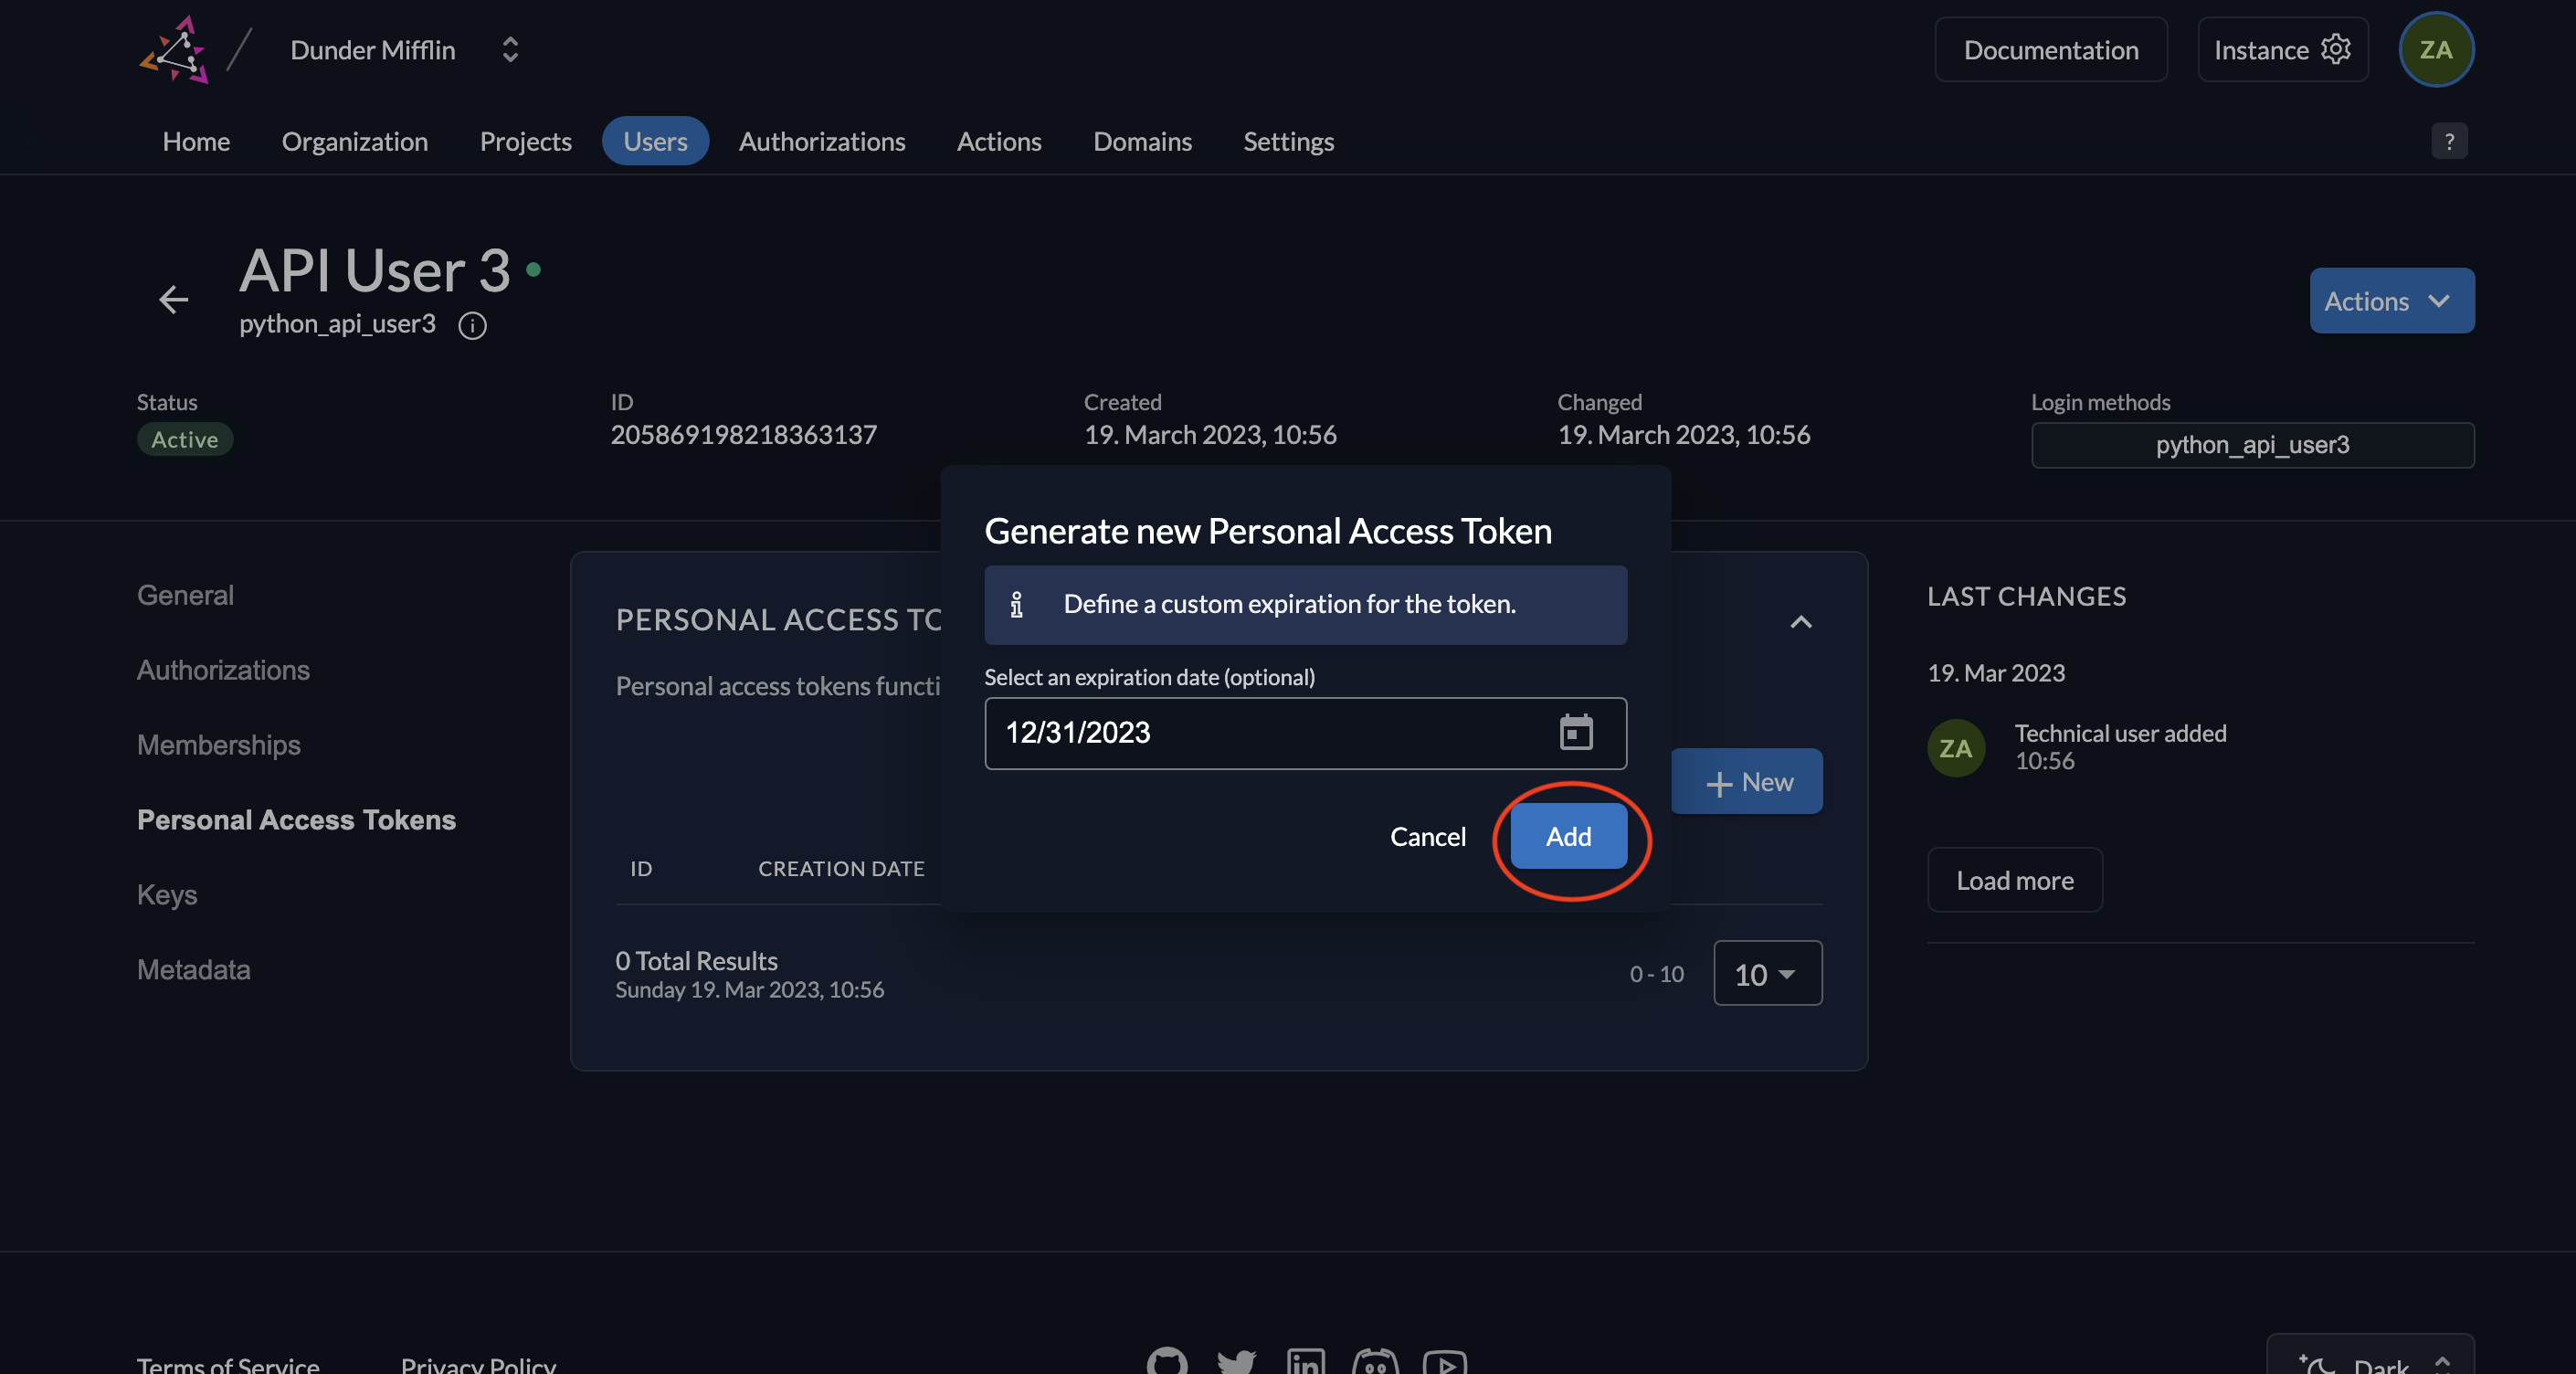 Dunder Mifflin
Documentation
Instance
ZA
Home
Organization
Projects
Users
Authorizations
Actions
Domains
Settings
?
API User 3
python_api_user3
Actions
Status
Active
ID
205869198218363137
Created
19. March 2023, 10:56
Changed
19. March 2023, 10:56
Login methods
python_api_user3
General
Authorizations
Memberships
Personal Access Tokens
Keys
Metadata
PERSONAL ACCESS TO
Personal access tokens functi
New
ID
CREATION DATE
0 Total Results
Sunday 19. Mar 2023, 10:56
0 - 10
10
Generate new Personal Access Token
Define a custom expiration for the token.
Select an expiration date (optional)
12/31/2023
Cancel
Add
LAST CHANGES
19. Mar 2023
ZA
Technical user added
10:56
Load more
Terms of Service
Privacy Policy
in
Dark